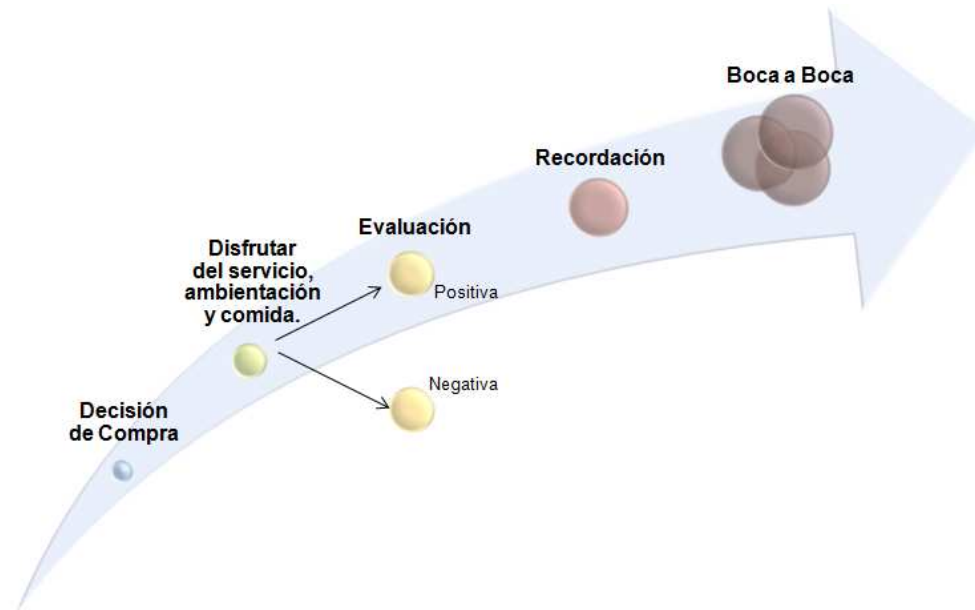 Boca a Boca
Recordación
Evaluación
Positiva
Disfrutar
del servicio,
ambientación
y comida.
Negativa
Decisión
de Compra